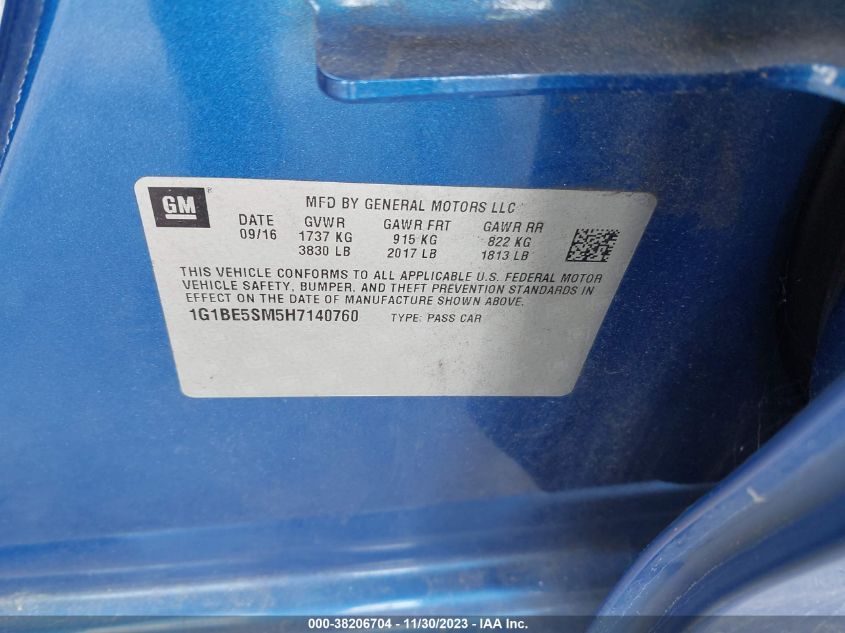 GM ®
MFD BY GENERAL MOTORS LLC
DATE GVWR GAWR FRT GAWR RR
09/16 1737 KG 915 KG 822 KG
3830 LB 2017 LB 1813 LB
THIS VEHICLE CONFORMS TO ALL APPLICABLE U.S. FEDERAL MOTOR
VEHICLE SAFETY, BUMPER, AND THEFT PREVENTION STANDARDS IN
EFFECT ON THE DATE OF MANUFACTURE SHOWN ABOVE.
1G1BE5SM5H7140760 TYPE: PASS CAR
000-38206704 - 11/30/2023 - IAA Inc.